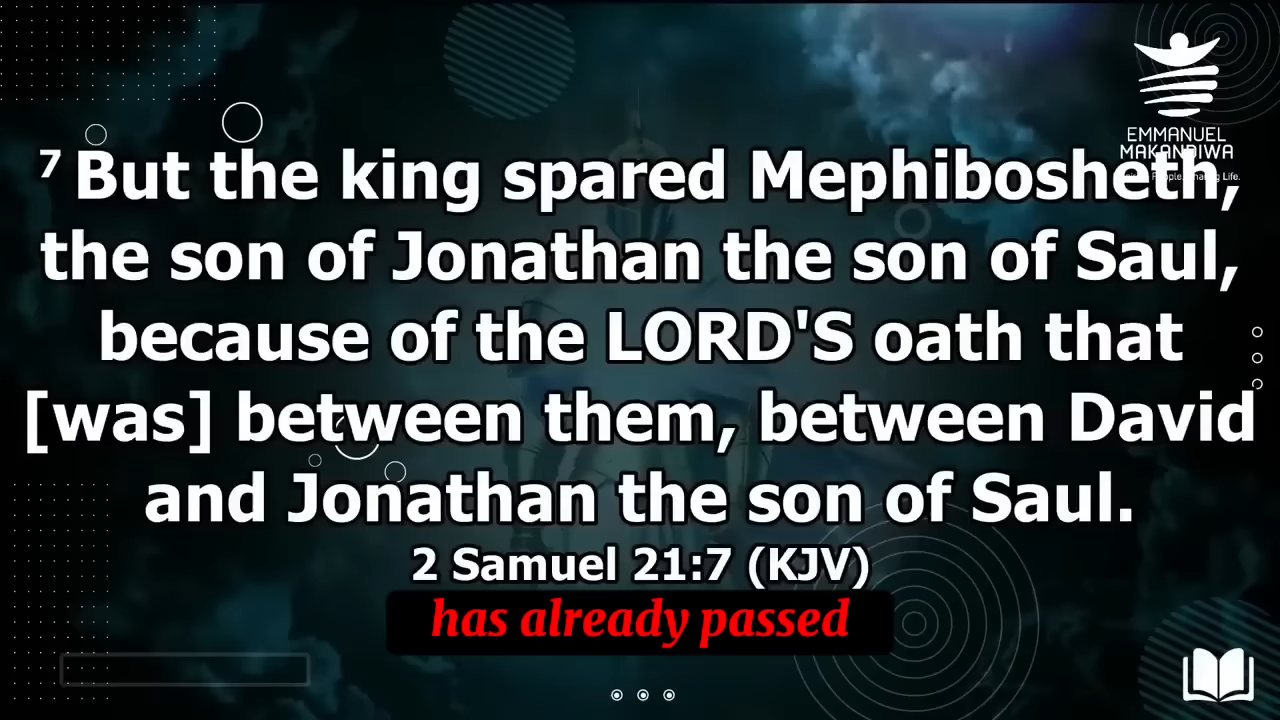 EMMANUEL
MAKANDIWA
7 But the king spared Mephibosheth,
the son of Jonathan the son of Saul,
because of the LORD'S oath that
[was] between them, between David
and Jonathan the son of Saul.
2 Samuel 21:7 (KJV)
has already passed